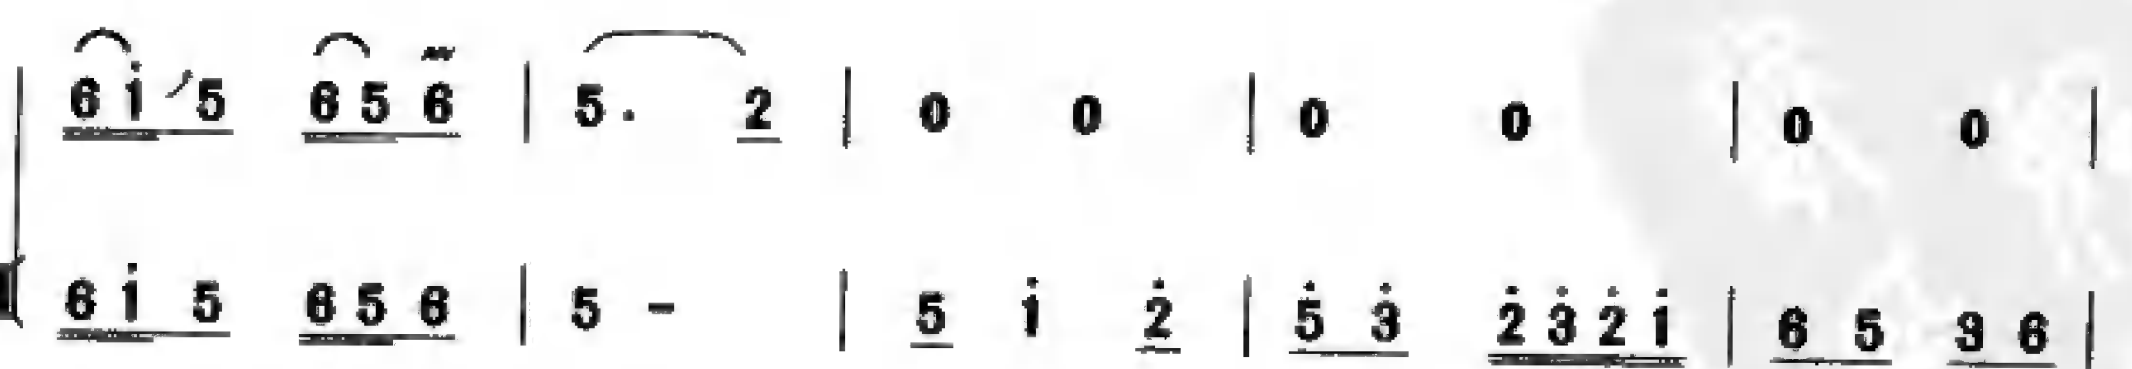 6 i 5 6 5 6 | 5 . 2 | 0 0 | 0 0 | 0 0 |
6 i 5 6 5 6 | 5 - | 5 i 2̇ | 5̇ 3̇ 2̇ 3̇ 2̇ i | 6 5 3 6 |